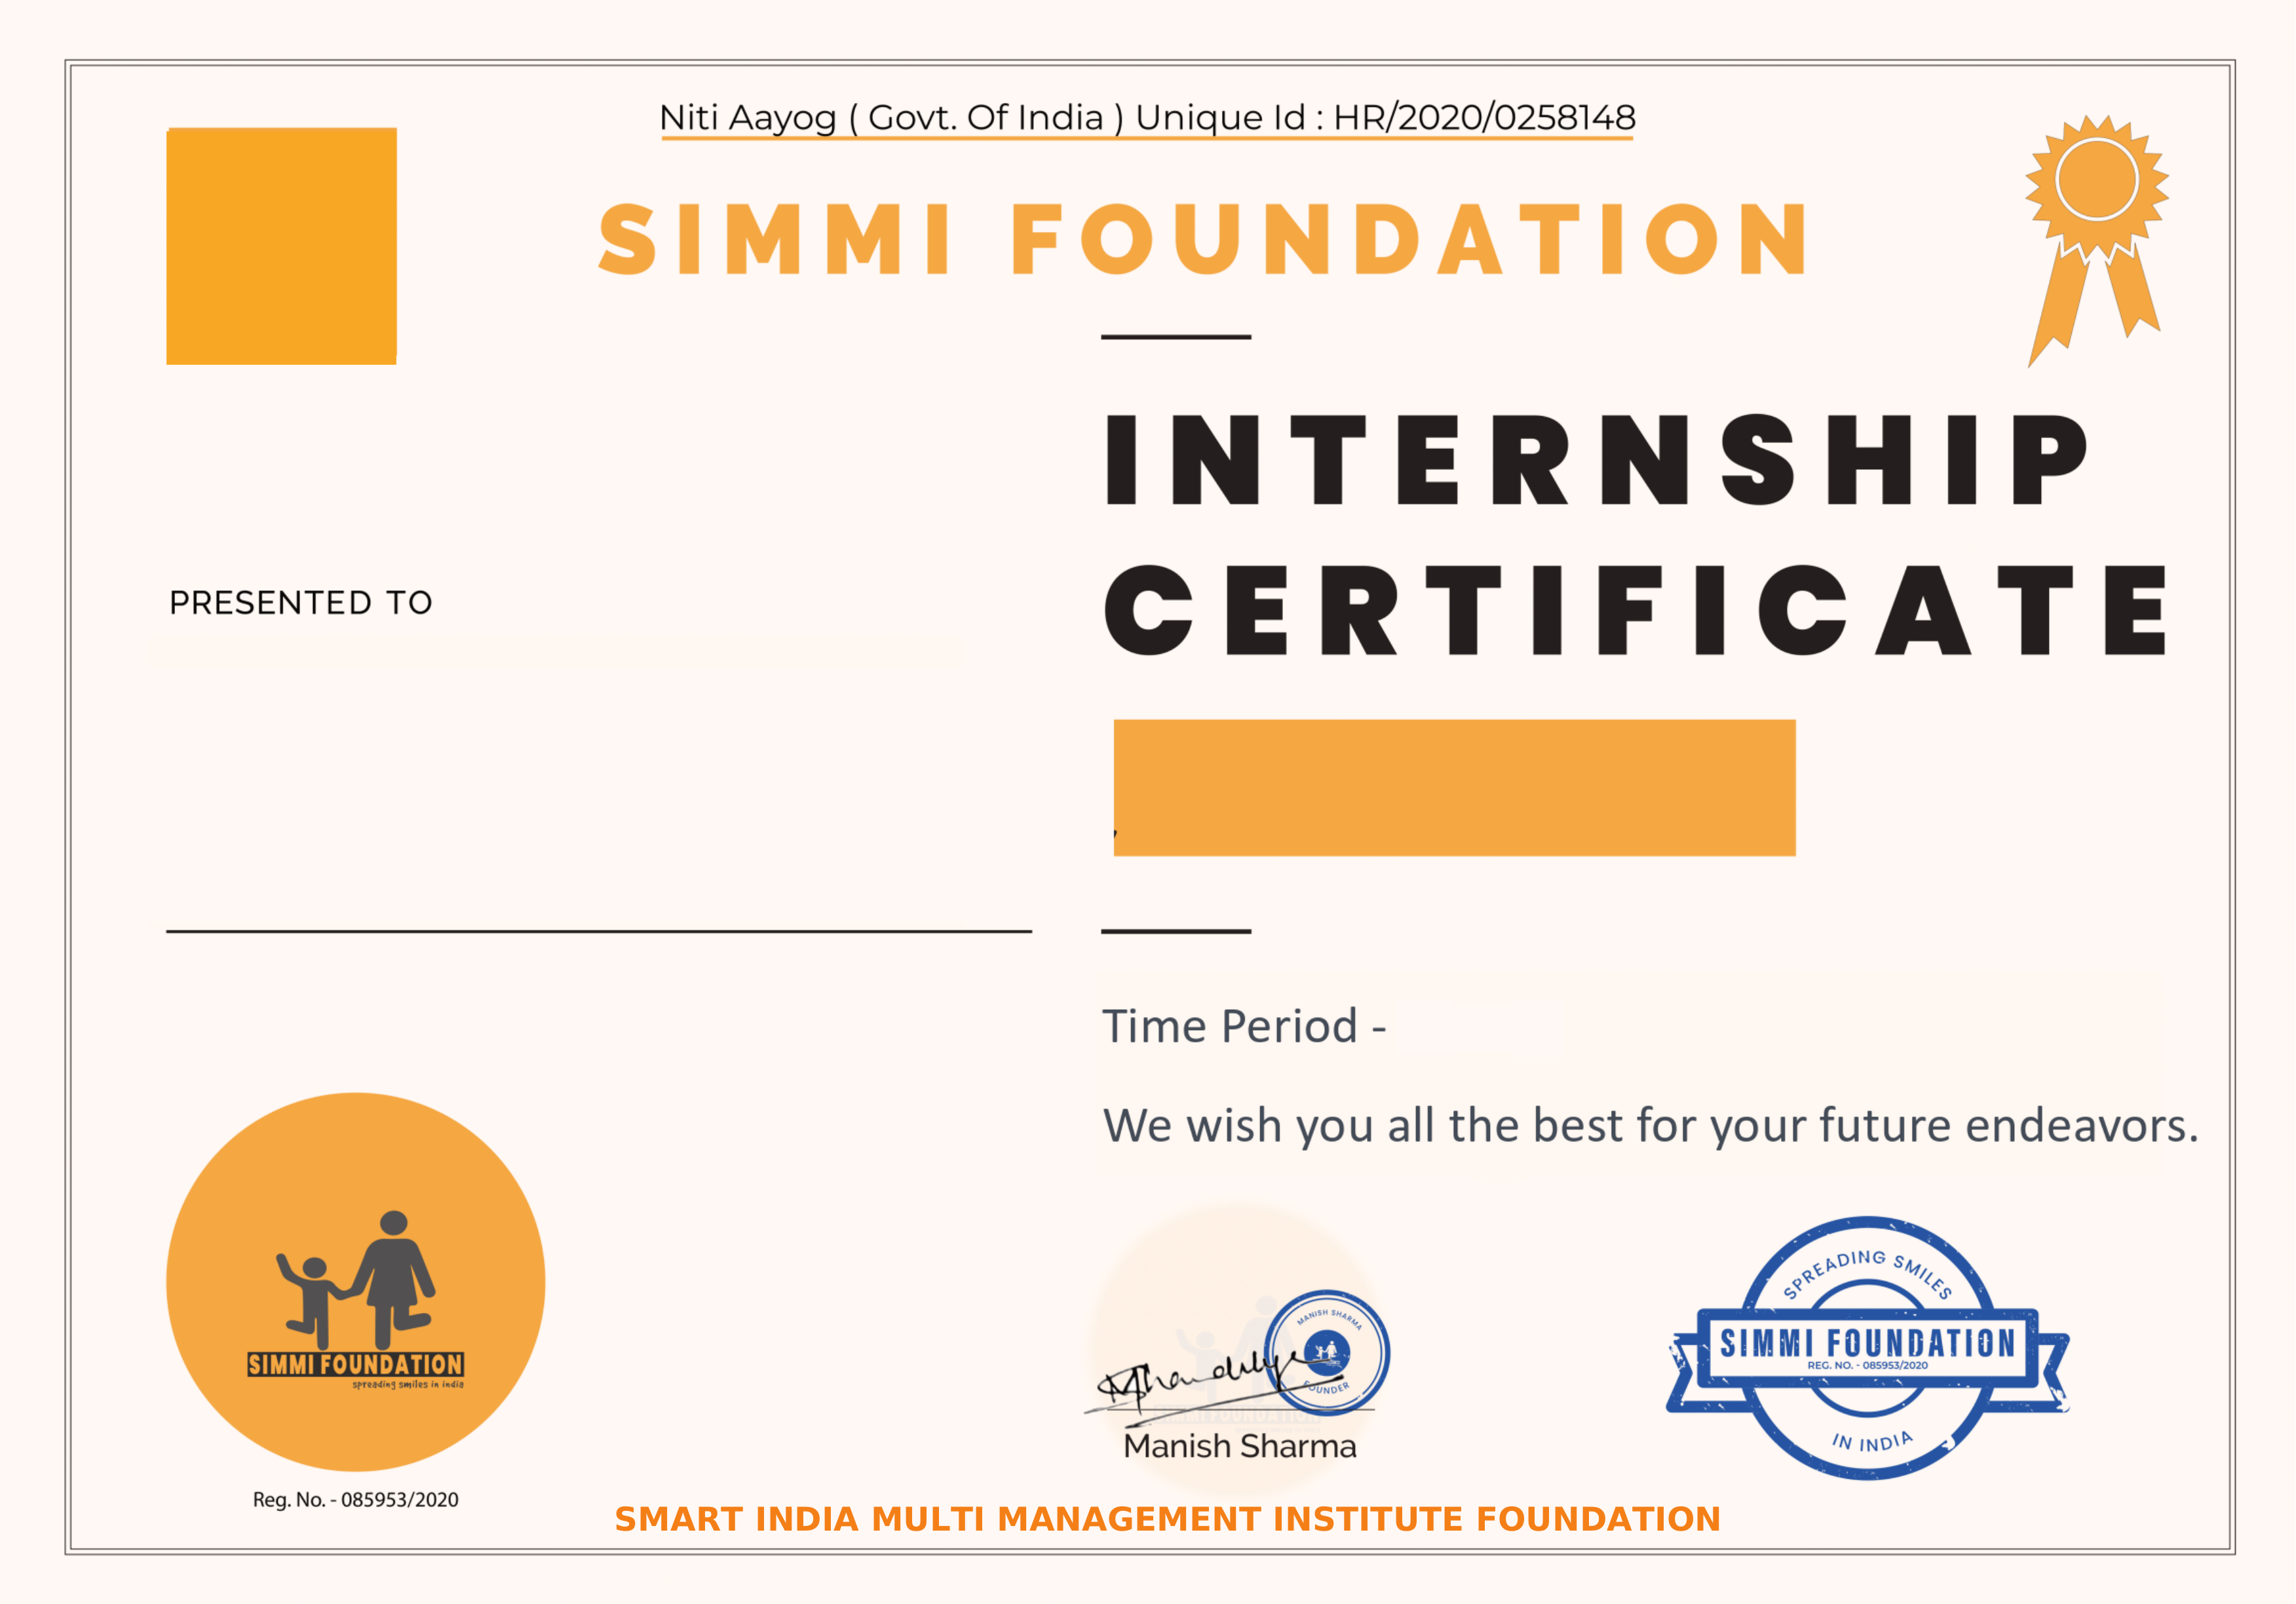 Niti Aayog ( Govt. Of India ) Unique Id : HR/2020/0258148
SIMMI FOUNDATION
INTERNSHIP
CERTIFICATE
PRESENTED TO
Time Period -
We wish you all the best for your future endeavors.
SIMMI FOUNDATION
spreading smiles in india
Reg. No. - 085953/2020
MANISH SHARMA
FOUNDER
SIMMI FOUNDATION
Manish Sharma
SPREADING SMILES
SIMMI FOUNDATION
REG. NO. - 085953/2020
IN INDIA
SMART INDIA MULTI MANAGEMENT INSTITUTE FOUNDATION